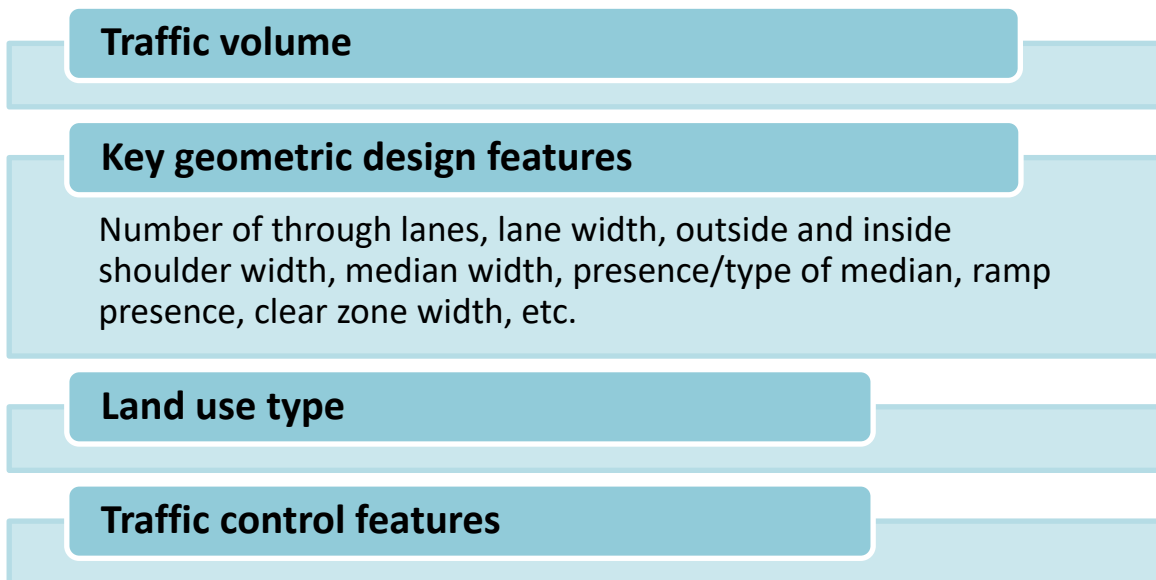 Traffic volume
Key geometric design features
Number of through lanes, lane width, outside and inside
shoulder width, median width, presence/type of median, ramp
presence, clear zone width, etc.
Land use type
Traffic control features